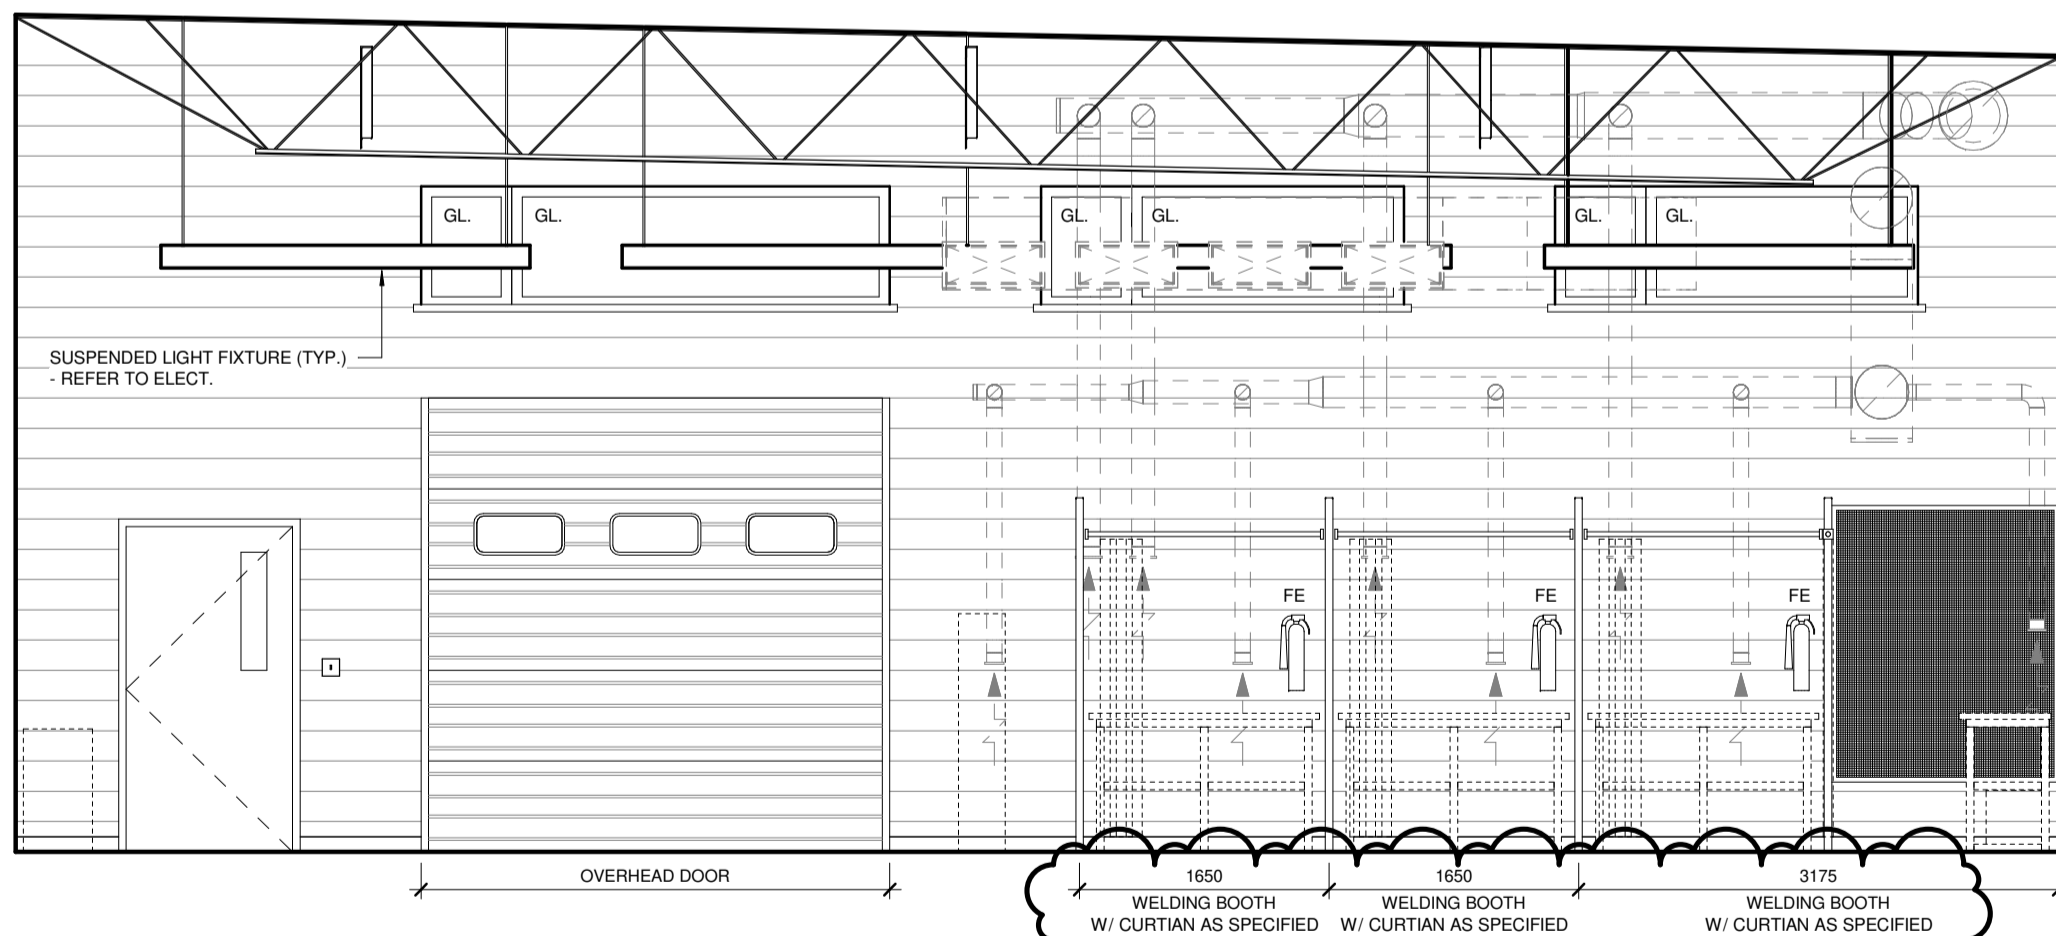 GL.
GL.
GL.
GL.
GL.
GL.
SUSPENDED LIGHT FIXTURE (TYP.)
- REFER TO ELECT.
FE
FE
FE
OVERHEAD DOOR
1650
1650
3175
WELDING BOOTH
W/ CURTIAN AS SPECIFIED
WELDING BOOTH
W/ CURTIAN AS SPECIFIED
WELDING BOOTH
W/ CURTIAN AS SPECIFIED